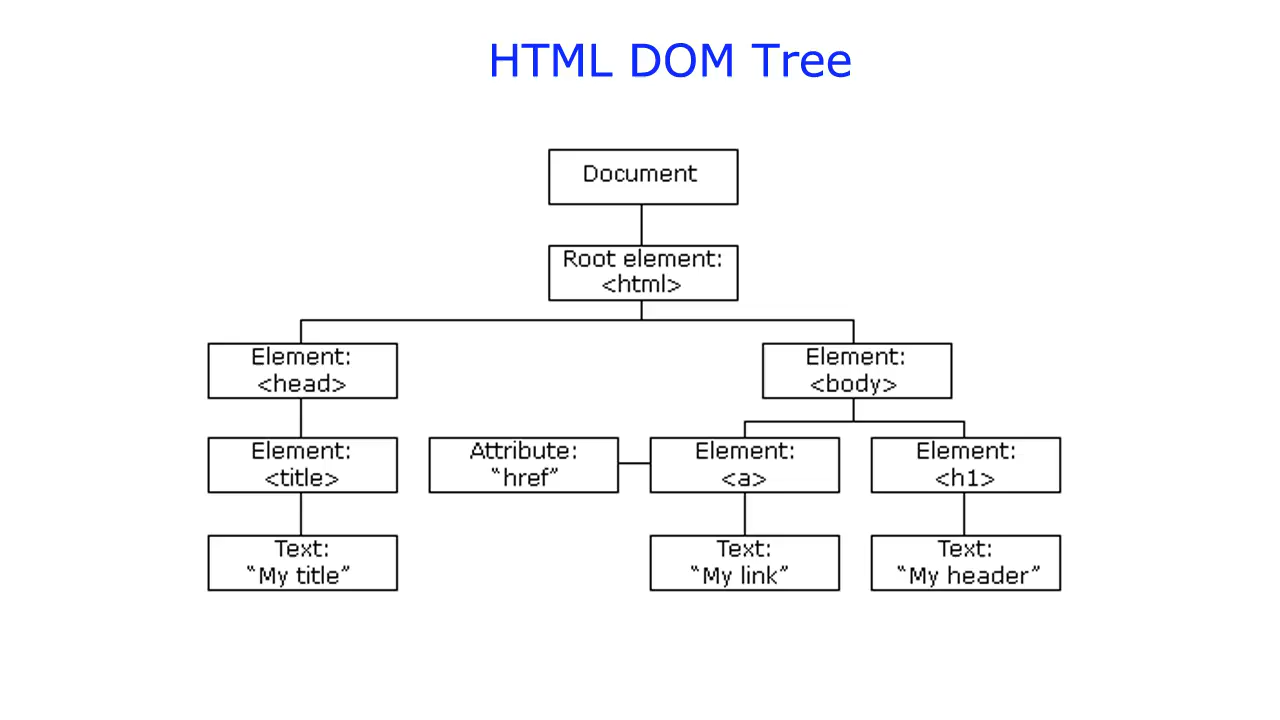 HTML DOM Tree
Document
Root element:
<html>
Element:
<head>
Element:
<body>
Element:
<title>
Attribute:
“href”
Element:
<a>
Element:
<h1>
Text:
“My title”
Text:
“My link”
Text:
“My header”